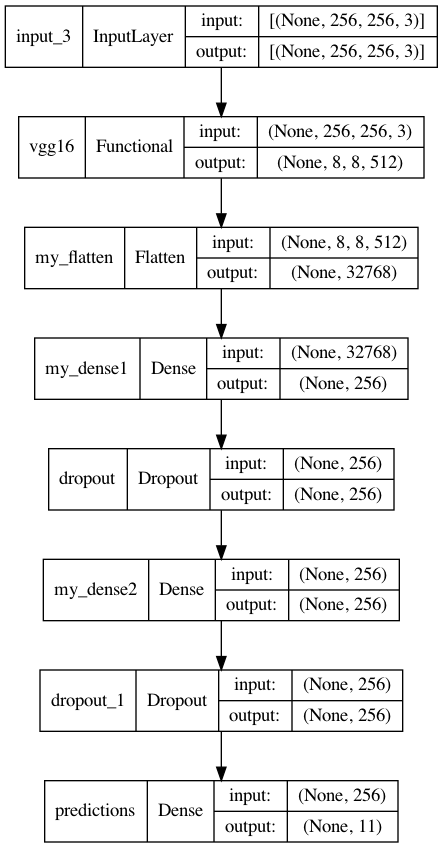 input_3 InputLayer input: [(None, 256, 256, 3)]
output: [(None, 256, 256, 3)]
vgg16 Functional input: (None, 256, 256, 3)
output: (None, 8, 8, 512)
my_flatten Flatten input: (None, 8, 8, 512)
output: (None, 32768)
my_dense1 Dense input: (None, 32768)
output: (None, 256)
dropout Dropout input: (None, 256)
output: (None, 256)
my_dense2 Dense input: (None, 256)
output: (None, 256)
dropout_1 Dropout input: (None, 256)
output: (None, 256)
predictions Dense input: (None, 256)
output: (None, 11)